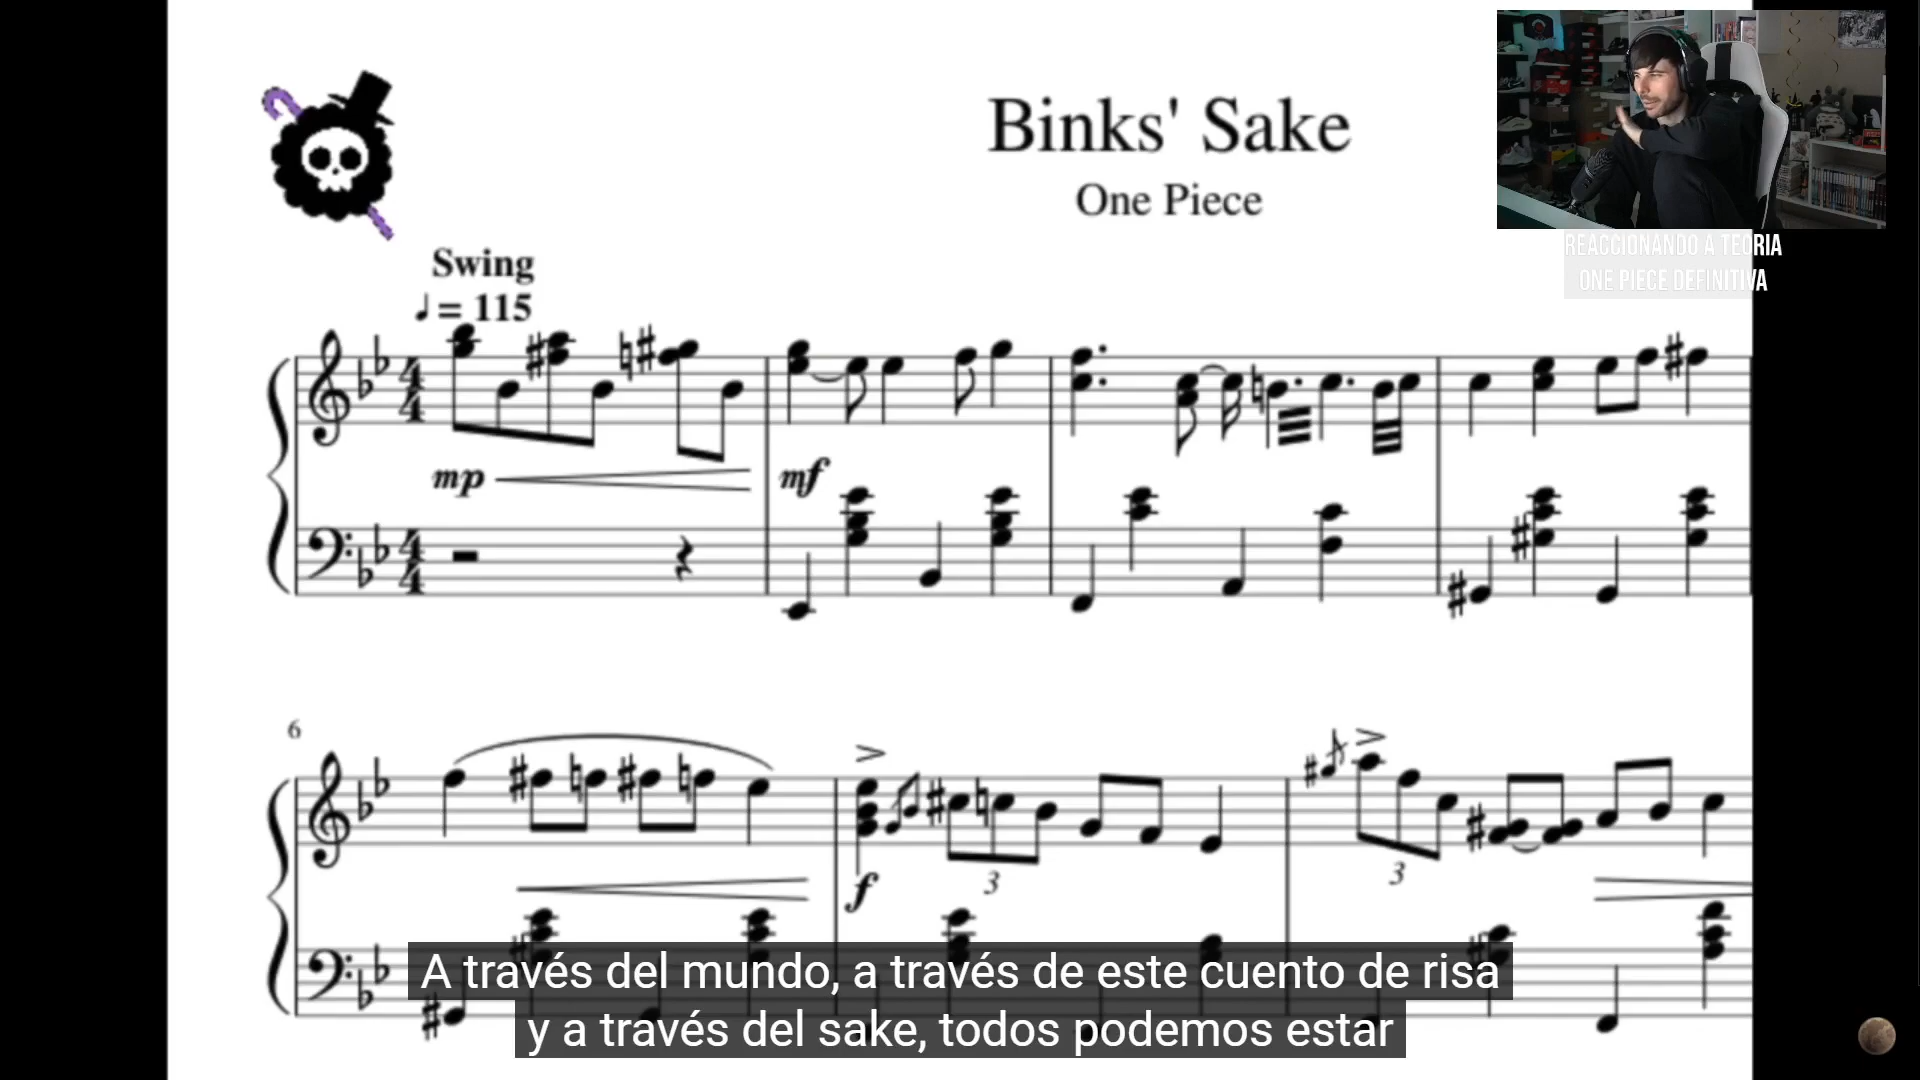 Binks' Sake
One Piece
REACCIONANDO A TEORIA
ONE PIECE DEFINITIVA
Swing
♩ = 115
mp
mf
6
f
3
3
A través del mundo, a través de este cuento de risa
y a través del sake, todos podemos estar